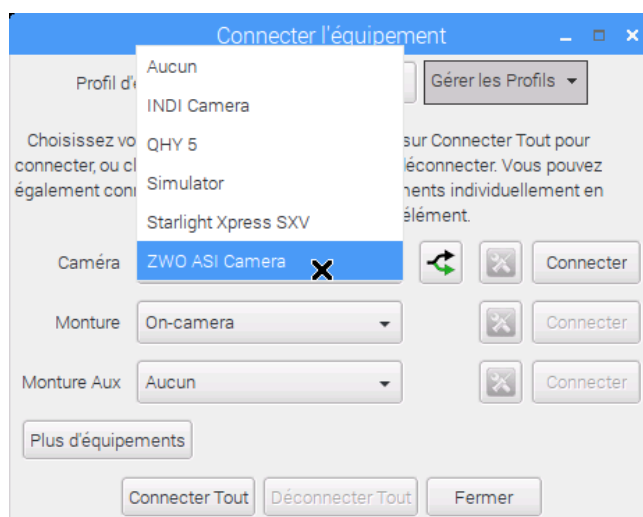 Connecter l'équipement
Profil d'
Gérer les Profils
Aucun
INDI Camera
QHY 5
Simulator
Starlight Xpress SXV
ZWO ASI Camera
Choisissez vo sur Connecter Tout pour
connecter, ou cl déconnecter. Vous pouvez
également con ments individuellement en
élément.
Caméra Connecter
Monture On-camera Connecter
Monture Aux Aucun Connecter
Plus d'équipements
Connecter Tout Déconnecter Tout Fermer